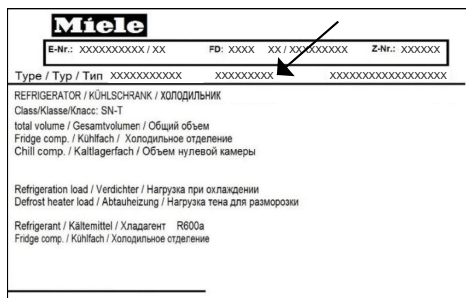 Miele
E-Nr.: XXXXXXXXXX / XX FD: XXXX XX / XXXXXXXXX Z-Nr.: XXXXXX
Type / Typ / Тип XXXXXXXXXXX XXXXXXXXX XXXXXXXXXXXXXXXXXX
REFRIGERATOR / KÜHLSCHRANK / ХОЛОДИЛЬНИК
Class/Klasse/Класс: SN-T
total volume / Gesamtvolumen / Общий объем
Fridge comp. / Kühlfach / Холодильное отделение
Chill comp. / Kaltlagerfach / Объем нулевой камеры
Refrigeration load / Verdichter / Нагрузка при охлаждении
Defrost heater load / Abtauheizung / Нагрузка тена для разморозки
Refrigerant / Kältemittel / Хладагент R600a
Fridge comp. / Kühlfach / Холодильное отделение